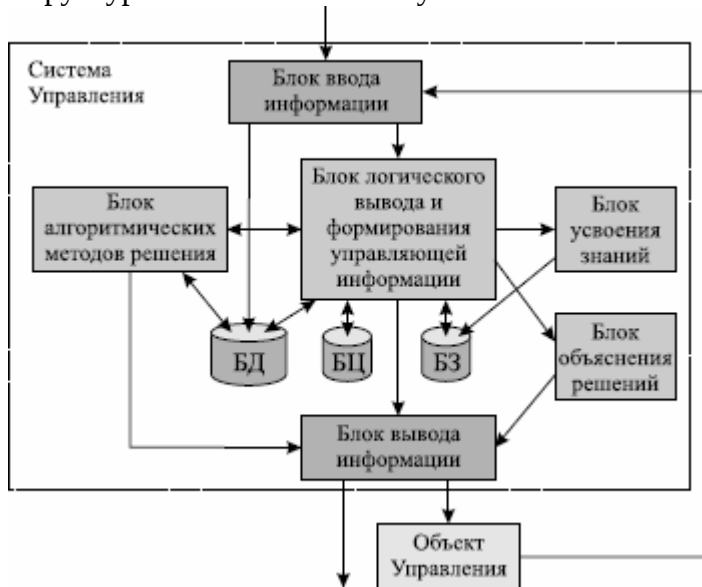 Система
Управления
Блок ввода
информации
Блок логического
вывода и
формирования
управляющей
информации
Блок
алгоритмических
методов решения
Блок
усвоения
знаний
БД
БЦ
БЗ
Блок
объяснения
решений
Блок вывода
информации
Объект
Управления